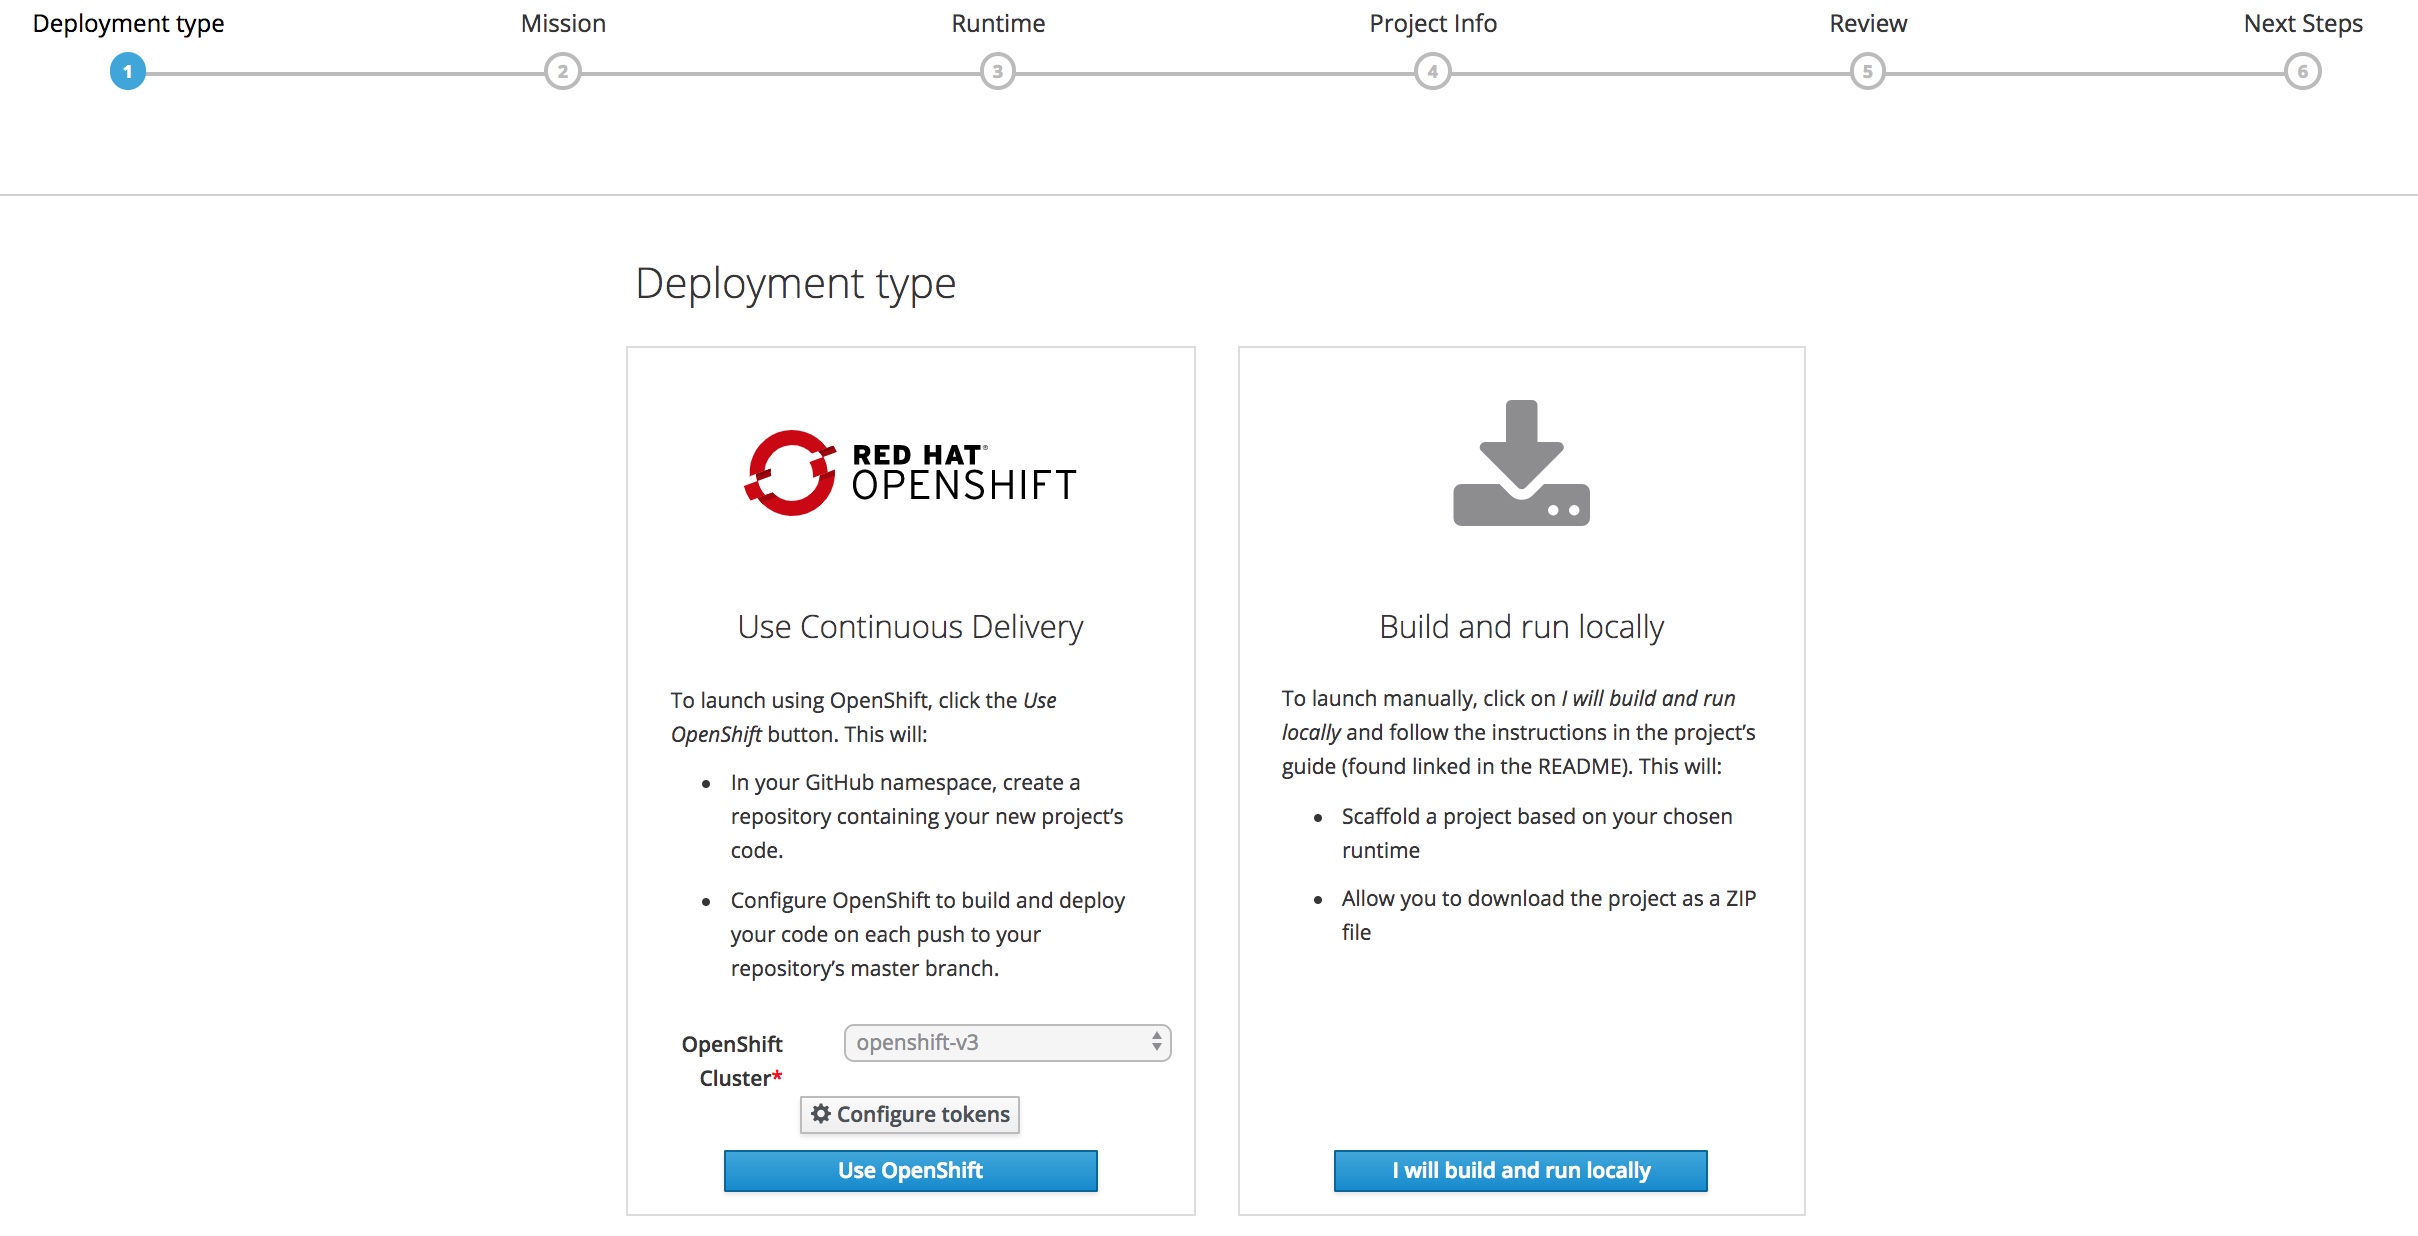 Deployment type
Mission
Runtime
Project Info
Review
Next Steps
1
2
3
4
5
6
Deployment type
RED HAT®
OPENSHIFT
Use Continuous Delivery
To launch using OpenShift, click the Use
OpenShift button. This will:
• In your GitHub namespace, create a
repository containing your new project’s
code.
• Configure OpenShift to build and deploy
your code on each push to your
repository’s master branch.
OpenShift
Cluster*
openshift-v3
Configure tokens
Use OpenShift
Build and run locally
To launch manually, click on I will build and run
locally and follow the instructions in the project’s
guide (found linked in the README). This will:
• Scaffold a project based on your chosen
runtime
• Allow you to download the project as a ZIP
file
I will build and run locally